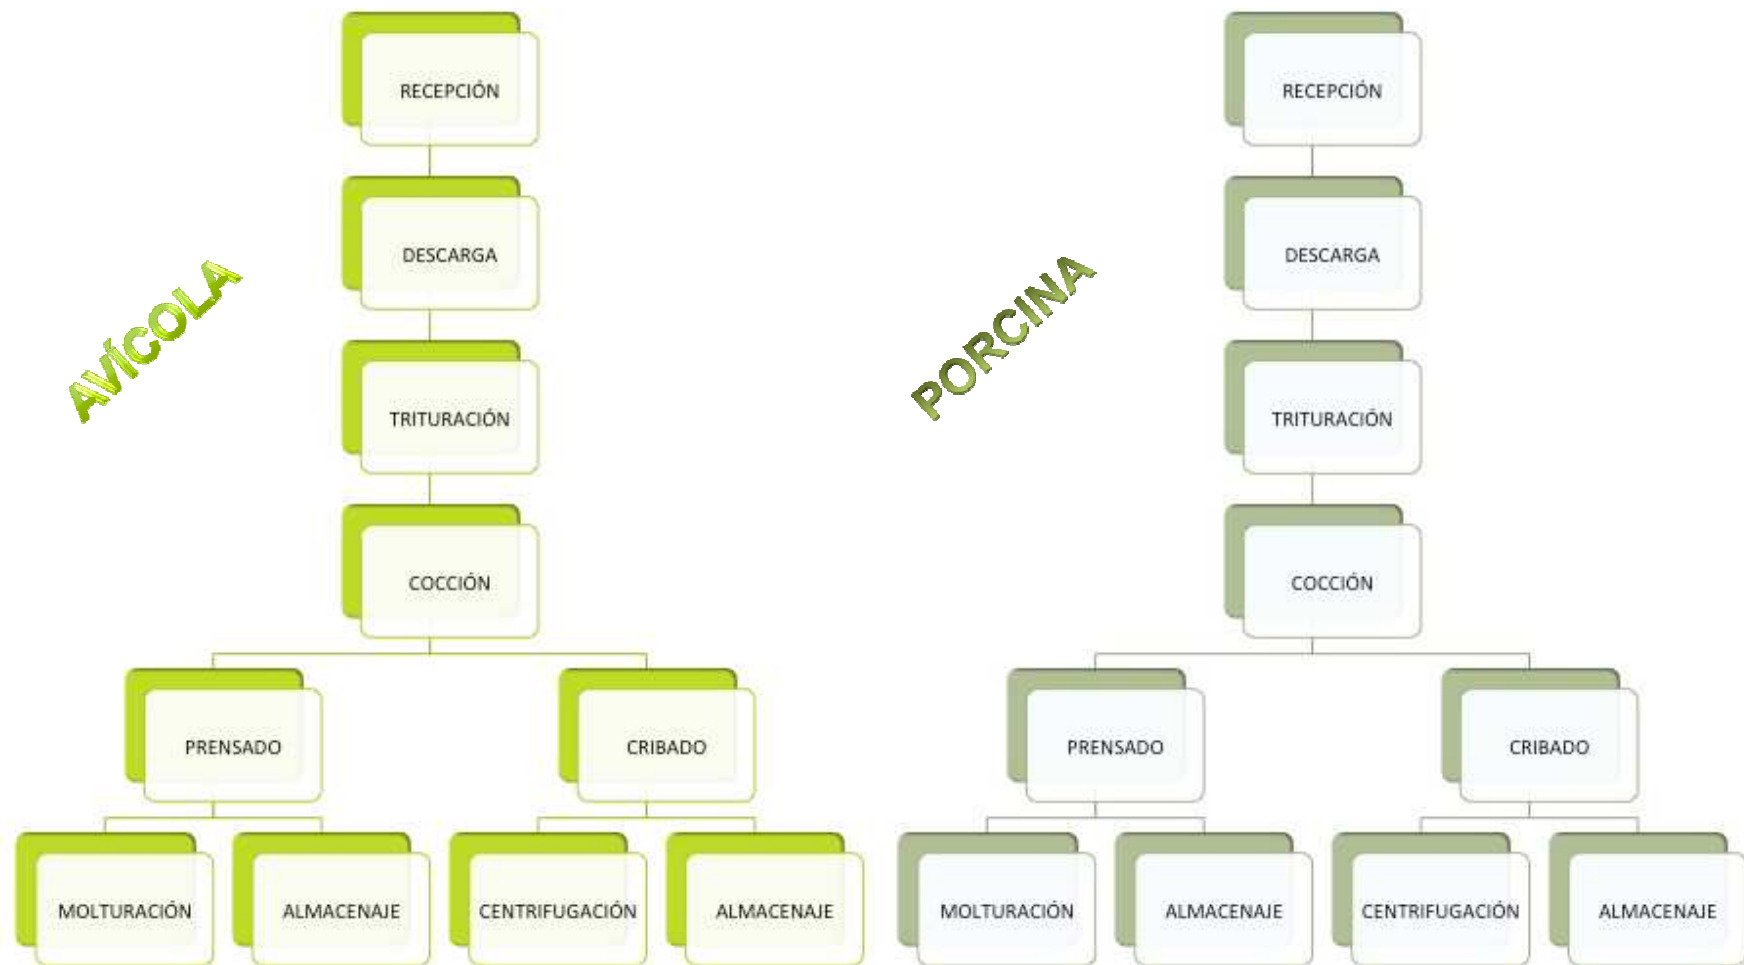 AVÍCOLA
RECEPCIÓN
DESCARGA
TRITURACIÓN
COCCIÓN
PRENSADO
CRIBADO
MOLTURACIÓN
ALMACENAJE
CENTRIFUGACIÓN
ALMACENAJE
PORCINA
RECEPCIÓN
DESCARGA
TRITURACIÓN
COCCIÓN
PRENSADO
CRIBADO
MOLTURACIÓN
ALMACENAJE
CENTRIFUGACIÓN
ALMACENAJE